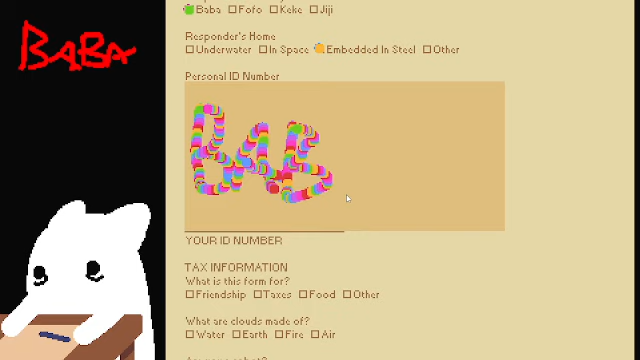 BABA
Baba Fofo Keke Jiji
Responder's Home
Underwater In Space Embedded In Steel Other
Personal ID Number
BAB
YOUR ID NUMBER
TAX INFORMATION
What is this form for?
Friendship Taxes Food Other
What are clouds made of?
Water Earth Fire Air